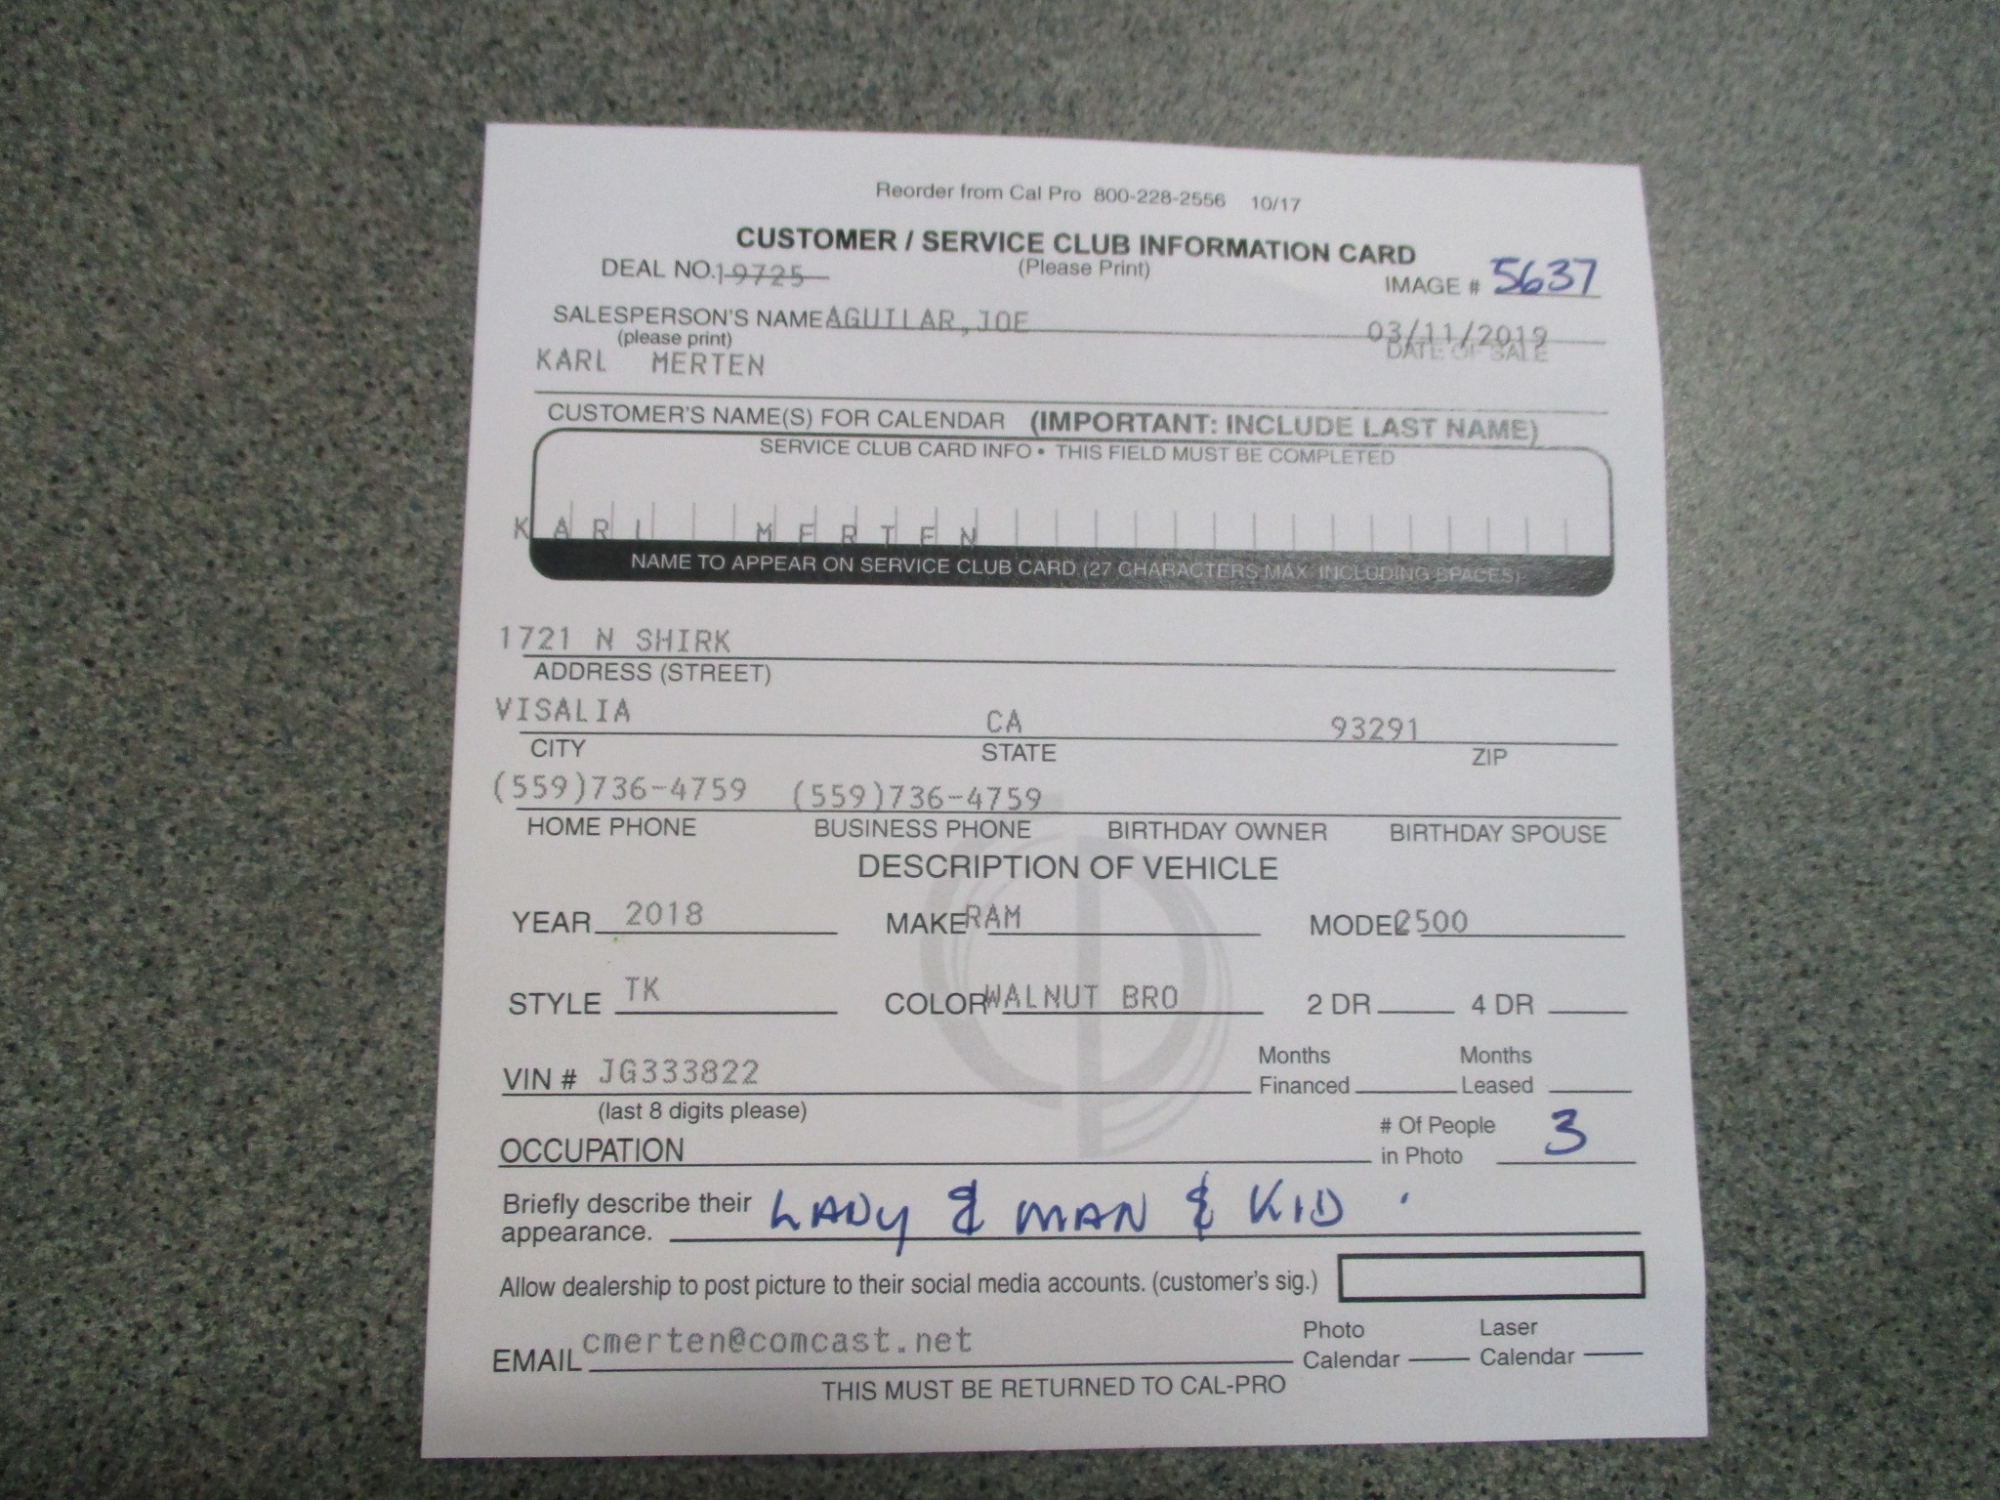 Reorder from Cal Pro 800-228-2556 10/17
CUSTOMER / SERVICE CLUB INFORMATION CARD
DEAL NO. 19725 (Please Print) IMAGE # 5637
SALESPERSON'S NAME AGUILAR,JOE 03/11/2019
(please print) DATE OF SALE
KARL MERTEN
CUSTOMER'S NAME(S) FOR CALENDAR (IMPORTANT: INCLUDE LAST NAME)
SERVICE CLUB CARD INFO • THIS FIELD MUST BE COMPLETED
KARL MERTEN
NAME TO APPEAR ON SERVICE CLUB CARD (27 CHARACTERS MAX. INCLUDING SPACES)
1721 N SHIRK
ADDRESS (STREET)
VISALIA CA 93291
CITY STATE ZIP
(559)736-4759 (559)736-4759
HOME PHONE BUSINESS PHONE BIRTHDAY OWNER BIRTHDAY SPOUSE
DESCRIPTION OF VEHICLE
YEAR 2018 MAKE RAM MODEL 2500
STYLE TK COLOR WALNUT BRO 2 DR 4 DR
Months Months
VIN # JG333822 Financed Leased
(last 8 digits please)
# Of People 3
OCCUPATION in Photo
Briefly describe their LADY & MAN & KID
appearance.
Allow dealership to post picture to their social media accounts. (customer's sig.)
Photo Laser
EMAIL cmerten@comcast.net Calendar Calendar
THIS MUST BE RETURNED TO CAL-PRO